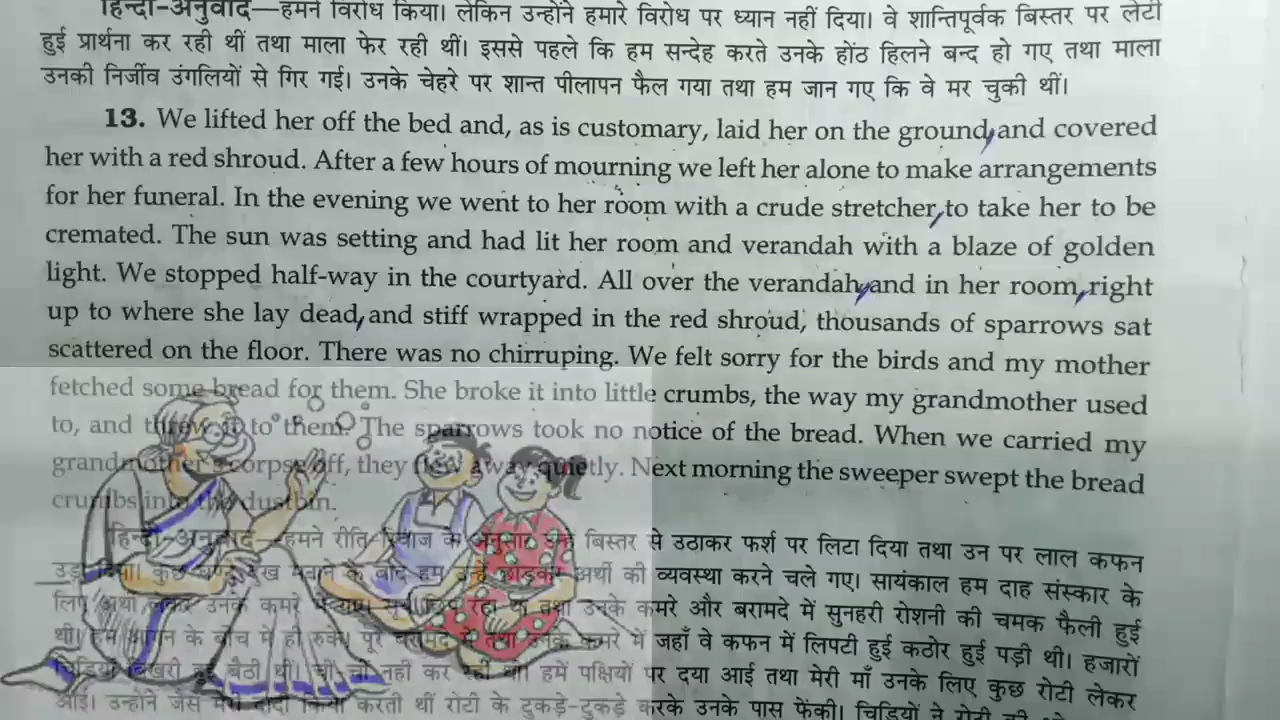 हिन्दी-अनुवाद—हमने विरोध किया। लेकिन उन्होंने हमारे विरोध पर ध्यान नहीं दिया। वे शान्तिपूर्वक बिस्तर पर लेटी
हुई प्रार्थना कर रही थीं तथा माला फेर रही थीं। इससे पहले कि हम सन्देह करते उनके होंठ हिलने बन्द हो गए तथा माला
उनकी निर्जीव उंगलियों से गिर गई। उनके चेहरे पर शान्त पीलापन फैल गया तथा हम जान गए कि वे मर चुकी थीं।
13. We lifted her off the bed and, as is customary, laid her on the ground, and covered
her with a red shroud. After a few hours of mourning we left her alone to make arrangements
for her funeral. In the evening we went to her room with a crude stretcher, to take her to be
cremated. The sun was setting and had lit her room and verandah with a blaze of golden
light. We stopped half-way in the courtyard. All over the verandah, and in her room, right
up to where she lay dead, and stiff wrapped in the red shroud, thousands of sparrows sat
scattered on the floor. There was no chirruping. We felt sorry for the birds and my mother
fetched some bread for them. She broke it into little crumbs, the way my grandmother used
to, and threw it to them. The sparrows took no notice of the bread. When we carried my
grandmother's corpse off, they flew away quietly. Next morning the sweeper swept the bread
crumbs into the dustbin.
हिन्दी-अनुवाद—हमने रीति-रिवाज के अनुसार उन्हें बिस्तर से उठाकर फर्श पर लिटा दिया तथा उन पर लाल कफन
कुछ के बाद हम उन्हें छोड़कर अर्थी की व्यवस्था करने चले गए। सायंकाल हम दाह संस्कार के
लिए उनके कमरे रहा था तथा उनके कमरे और बरामदे में सुनहरी रोशनी की चमक फैली हुई
थी। हम आंगन के बीच में ही रुके। पूरे बरामदे में तथा उनके कमरे में जहाँ वे कफन में लिपटी हुई कठोर हुई पड़ी थी। हजारों
बिखरी हुई बैठी थीं। नहीं कर रही थी। हमें पक्षियों पर दया आई तथा मेरी माँ उनके लिए कुछ रोटी लेकर
आई। उन्होंने जैसे मेरी दादी किया करती थीं रोटी के टुकड़े-टुकड़े करके उनके पास फेंकी। चिड़ियों ने रोटी की